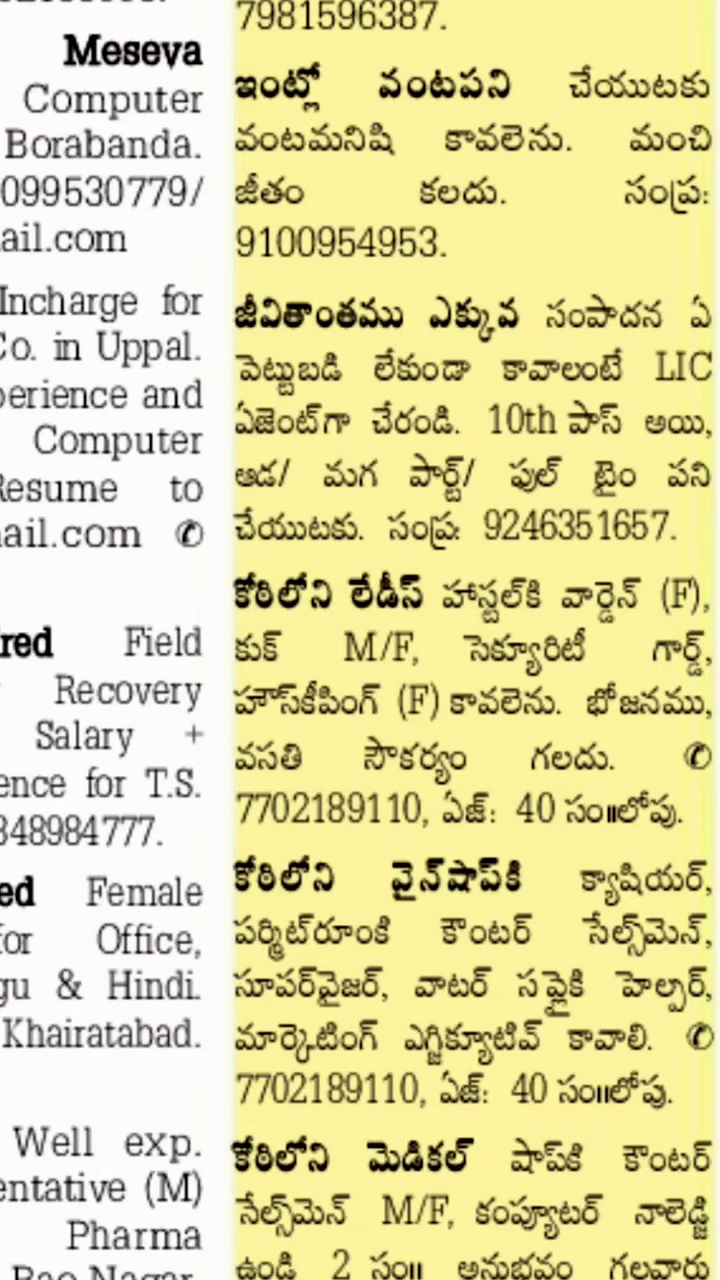 Meseva
Computer
Borabanda.
099530779/
ail.com
Incharge for
Co. in Uppal.
perience and
Computer
Resume to
ail.com ✆
red Field
Recovery
Salary +
ence for T.S.
348984777.
ed Female
for Office,
gu & Hindi.
Khairatabad.
Well exp.
entative (M)
Pharma
7981596387.
ఇంట్లో వంటపని చేయుటకు
వంటమనిషి కావలెను. మంచి
జీతం కలదు. సంప్ర:
9100954953.
జీవితాంతము ఎక్కువ సంపాదన ఏ
పెట్టుబడి లేకుండా కావాలంటే LIC
ఏజెంట్‌గా చేరండి. 10th పాస్ అయి,
ఆడ/ మగ పార్ట్/ ఫుల్ టైం పని
చేయుటకు. సంప్ర: 9246351657.
కోఠిలోని లేడీస్ హాస్టల్‌కి వార్డెన్ (F),
కుక్ M/F, సెక్యూరిటీ గార్డ్,
హౌస్‌కీపింగ్ (F) కావలెను. భోజనము,
వసతి సౌకర్యం గలదు. ✆
7702189110, ఏజ్: 40 సం॥లోపు.
కోఠిలోని వైన్‌షాప్‌కి క్యాషియర్,
పర్మిట్‌రూంకి కౌంటర్ సేల్స్‌మెన్,
సూపర్‌వైజర్, వాటర్ సప్లైకి హెల్పర్,
మార్కెటింగ్ ఎగ్జిక్యూటివ్ కావాలి. ✆
7702189110, ఏజ్: 40 సం॥లోపు.
కోఠిలోని మెడికల్ షాప్‌కి కౌంటర్
సేల్స్‌మెన్ M/F, కంప్యూటర్ నాలెడ్జి
ఉండి 2 సం॥ అనుభవం గలవారు